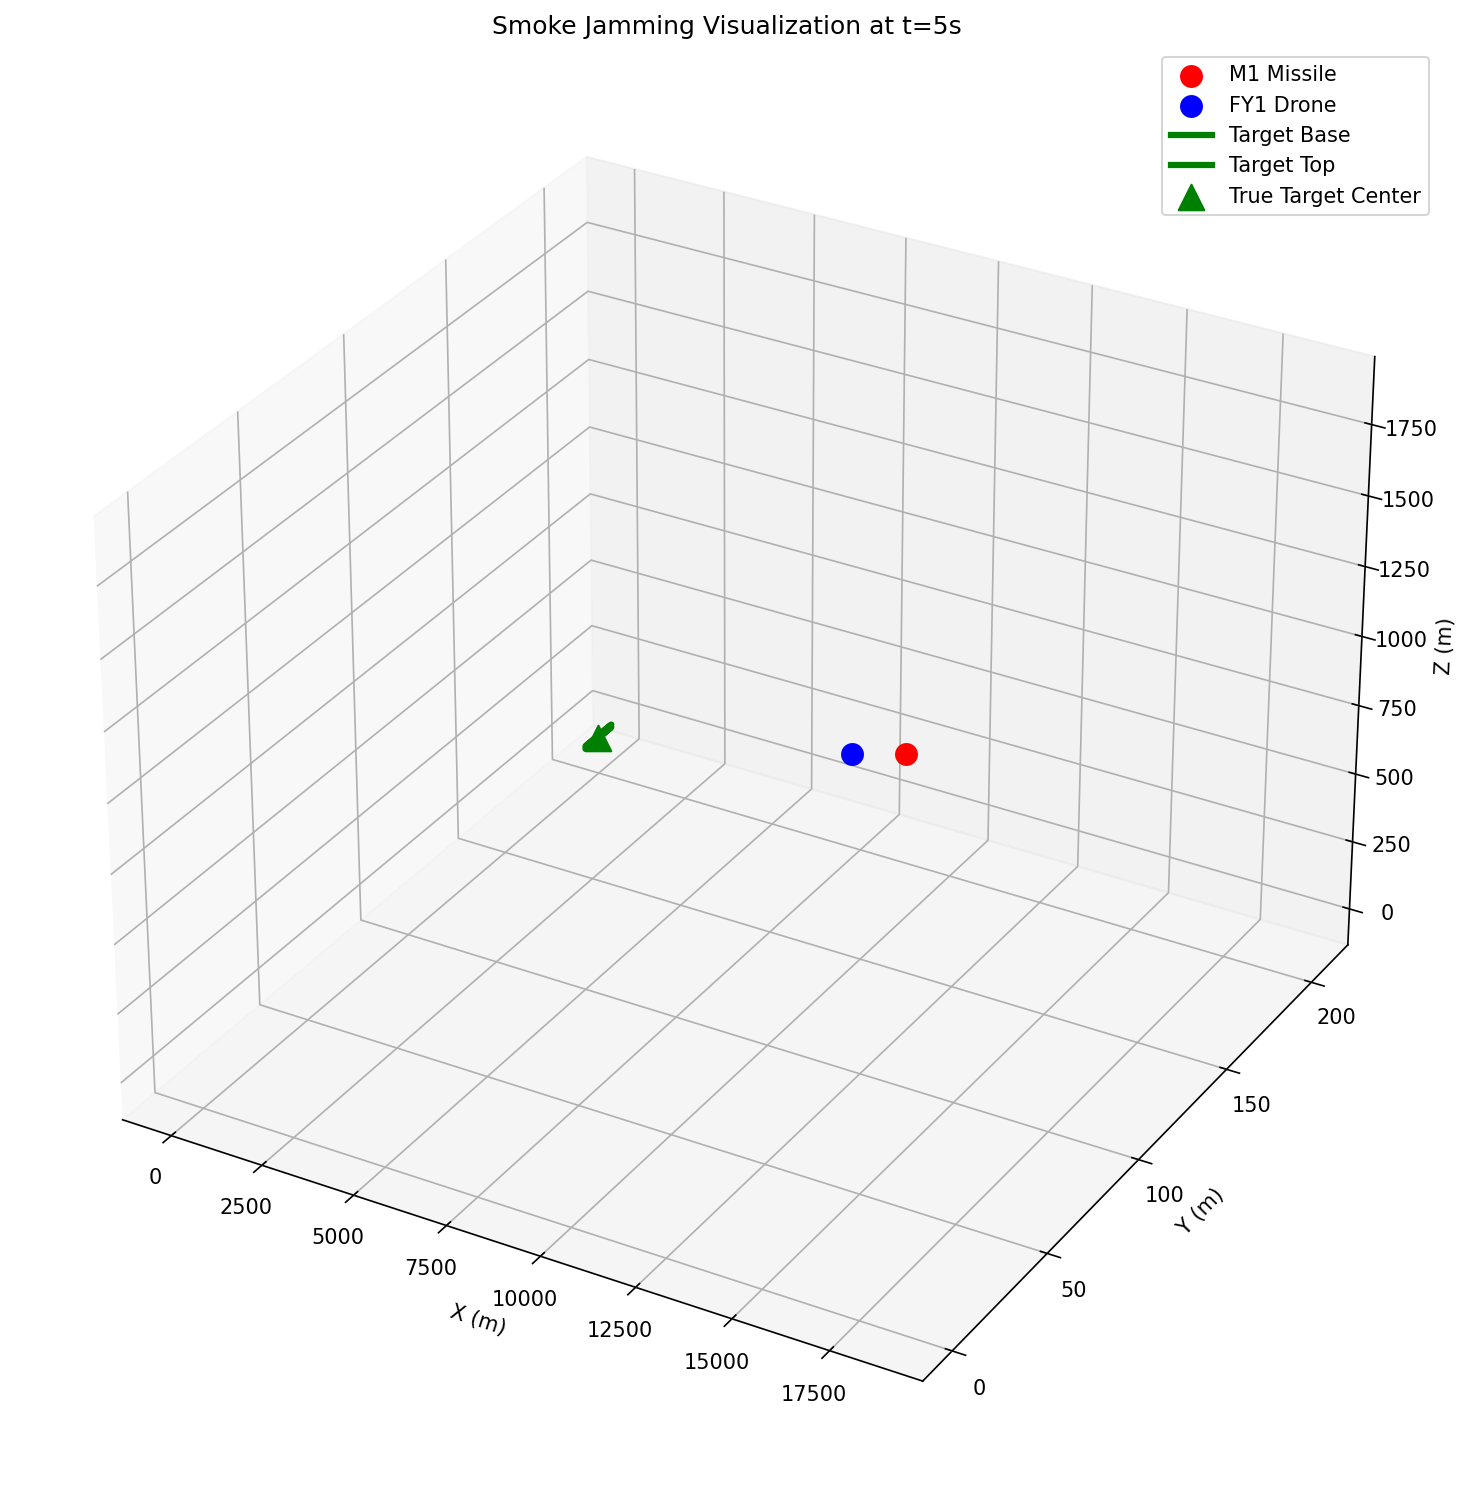 Smoke Jamming Visualization at t=5s
M1 Missile
FY1 Drone
Target Base
Target Top
True Target Center
1750
1500
1250
1000
750
500
250
0
Z (m)
200
150
100
50
0
Y (m)
0
2500
5000
7500
10000
12500
15000
17500
X (m)